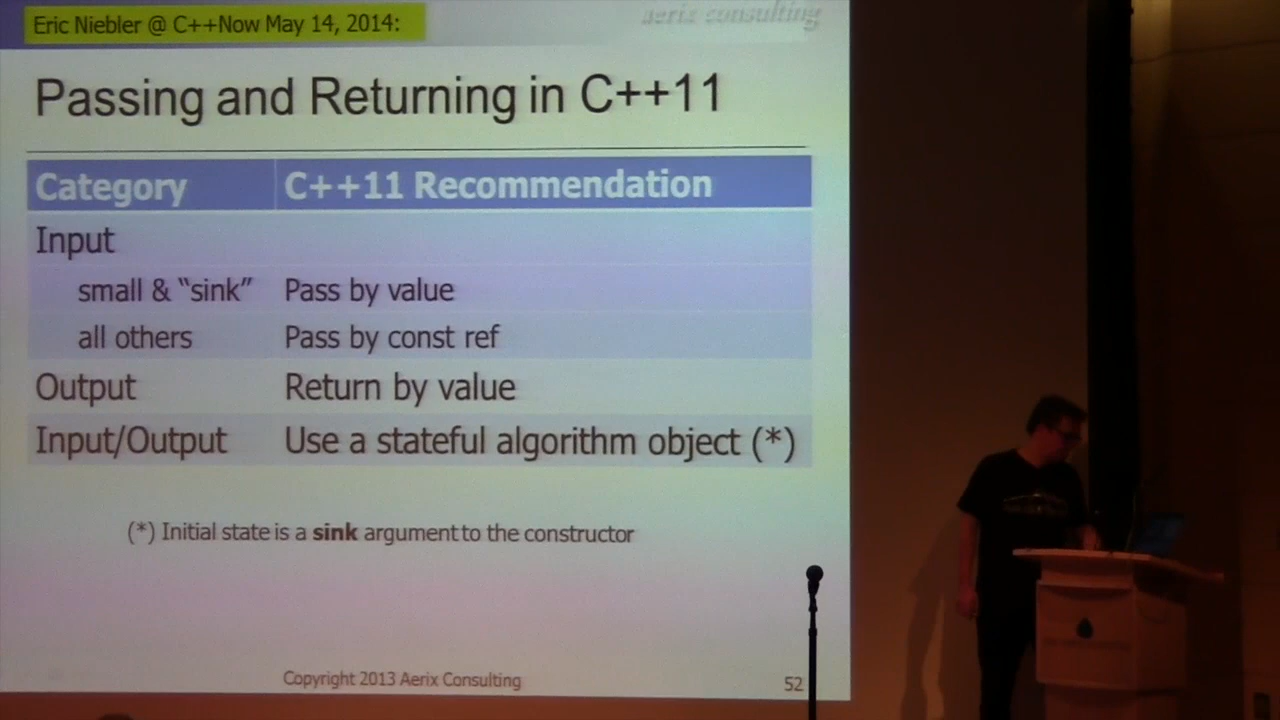 Eric Niebler @ C++Now May 14, 2014:
aerix consulting
Passing and Returning in C++11
Category C++11 Recommendation
Input
small & “sink” Pass by value
all others Pass by const ref
Output Return by value
Input/Output Use a stateful algorithm object (*)
(*) Initial state is a sink argument to the constructor
Copyright 2013 Aerix Consulting 52